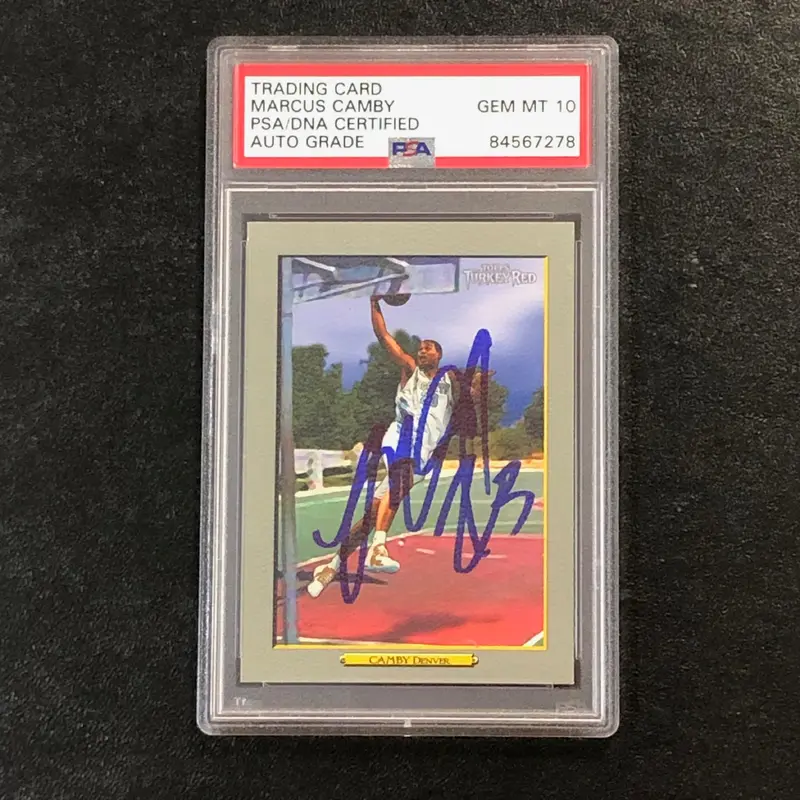 TRADING CARD
MARCUS CAMBY GEM MT 10
PSA/DNA CERTIFIED
AUTO GRADE PSA 84567278
TOPPS
TURKEY RED
CAMBY DENVER